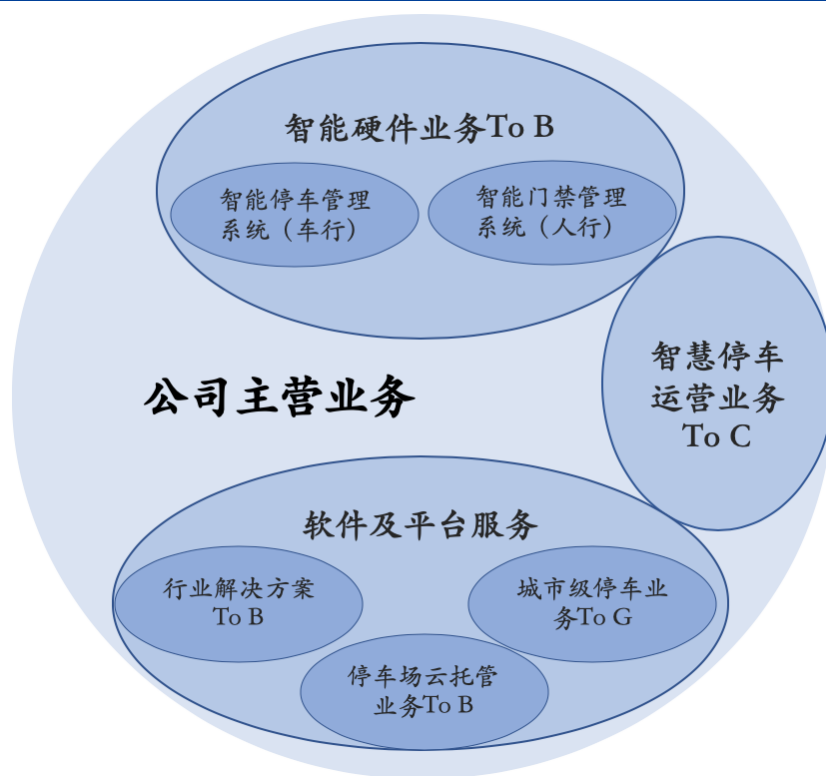 智能硬件业务To B
智能停车管理
系统（车行）
智能门禁管理
系统（人行）
智慧停车
运营业务
To C
公司主营业务
软件及平台服务
行业解决方案
To B
城市级停车业
务To G
停车场云托管
业务To B